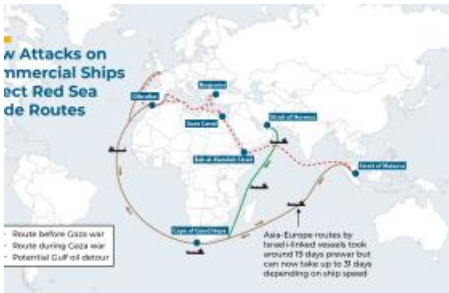 w Attacks on
mmercial Ships
ect Red Sea
de Routes
Gibraltar
Bosporus
Suez Canal
Strait of Hormuz
Bab al-Mandab Strait
Strait of Malacca
Cape of Good Hope
Route before Gaza war
Route during Gaza war
Potential Gulf oil detour
Asia-Europe routes by
Israeli-linked vessels took
around 19 days prewar but
can now take up to 31 days
depending on ship speed